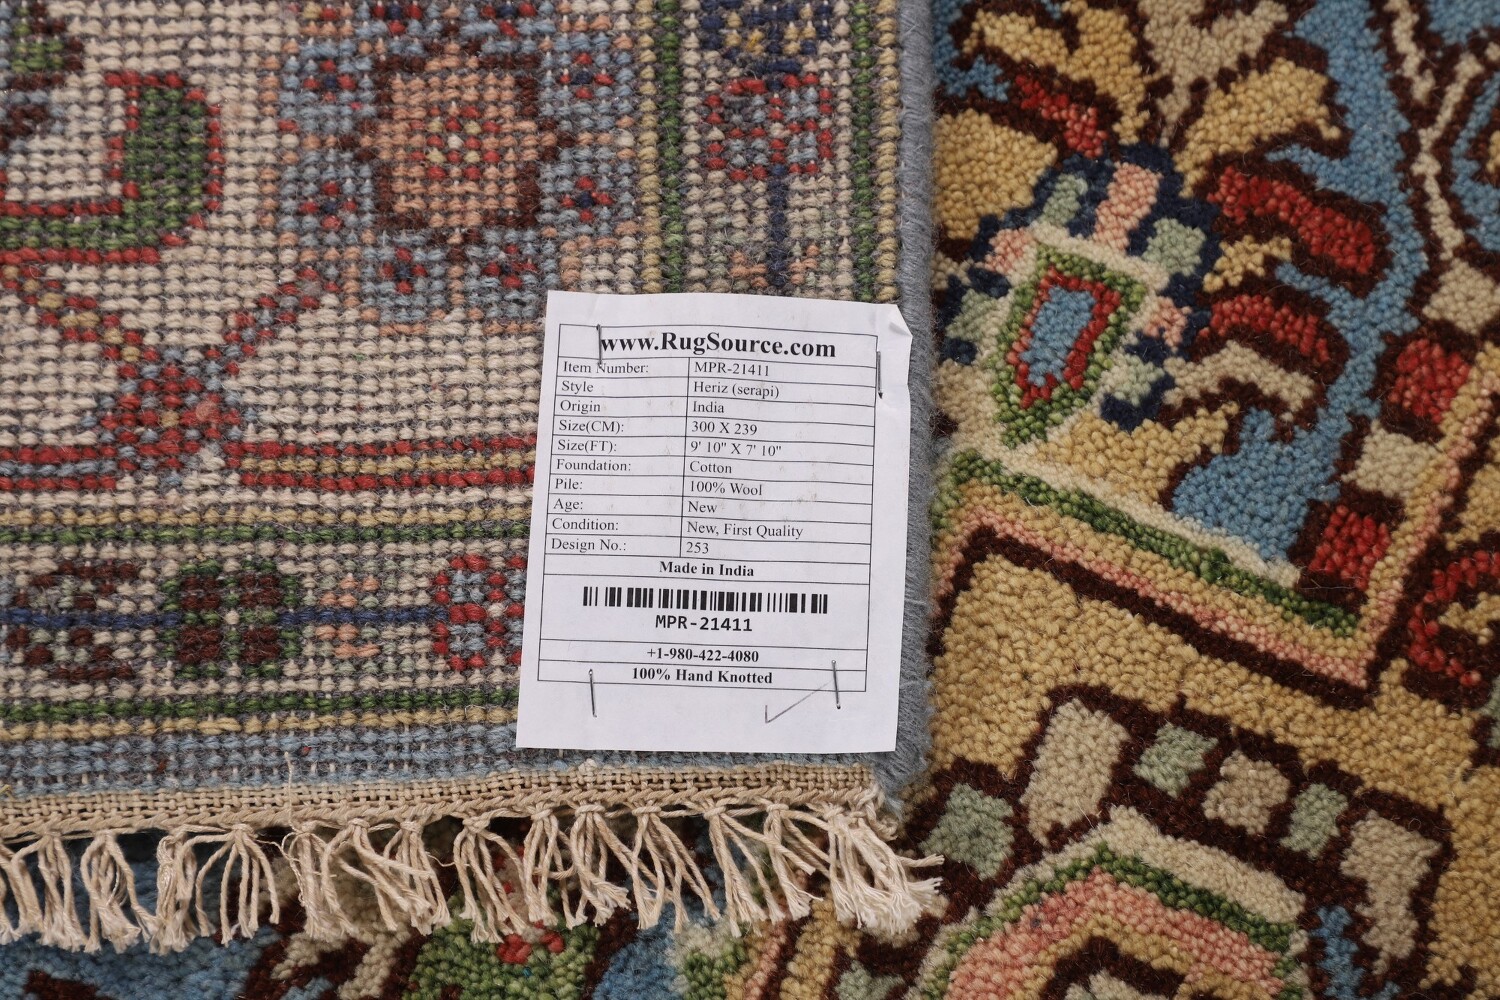 www.RugSource.com
Item Number: MPR-21411
Style Heriz (serapi)
Origin India
Size(CM): 300 X 239
Size(FT): 9' 10" X 7' 10"
Foundation: Cotton
Pile: 100% Wool
Age: New
Condition: New, First Quality
Design No.: 253
Made in India
MPR-21411
+1-980-422-4080
100% Hand Knotted